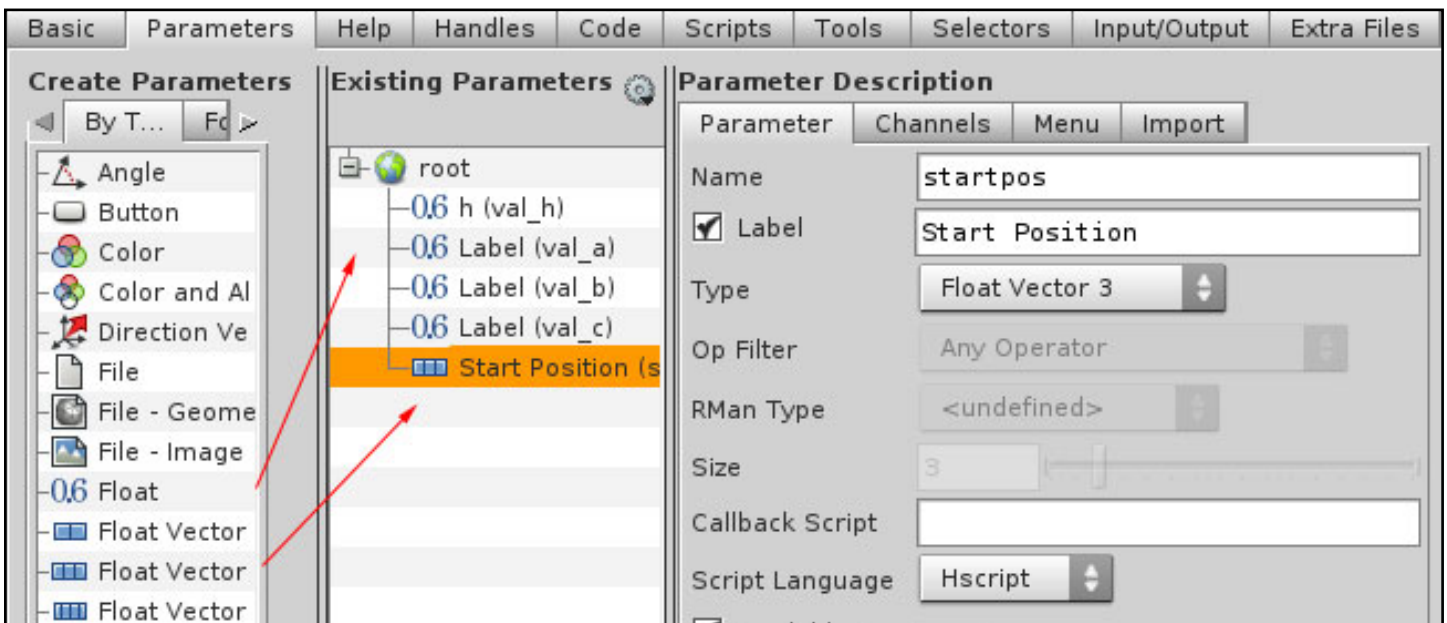 Basic Parameters Help Handles Code Scripts Tools Selectors Input/Output Extra Files
Create Parameters
By T...
Angle
Button
Color
Color and Al
Direction Ve
File
File - Geome
File - Image
0.6 Float
Float Vector
Float Vector
Float Vector
Existing Parameters
root
0.6 h (val_h)
0.6 Label (val_a)
0.6 Label (val_b)
0.6 Label (val_c)
Start Position (s
Parameter Description
Parameter Channels Menu Import
Name startpos
Label Start Position
Type Float Vector 3
Op Filter Any Operator
RMan Type <undefined>
Size 3
Callback Script
Script Language Hscript